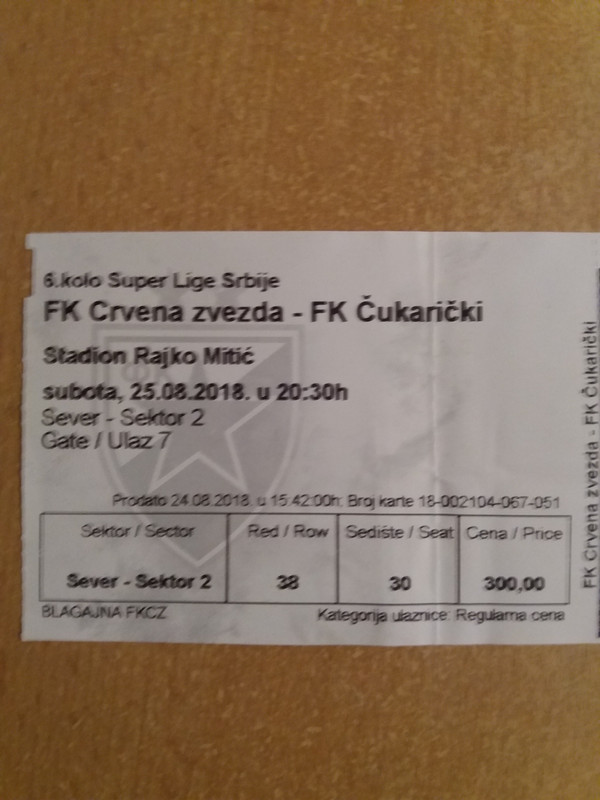 6.kolo Super Lige Srbije
FK Crvena zvezda - FK Čukarički
Stadion Rajko Mitić
subota, 25.08.2018. u 20:30h
Sever - Sektor 2
Gate / Ulaz 7
Prodato 24.08.2018. u 15:42:00h; Broj karte 18-002104-067-051
Sektor / Sector Red / Row Sedište / Seat Cena / Price
Sever - Sektor 2 38 30 300,00
BLAGAJNA FKCZ Kategorija ulaznice: Regularna cena
FK Crvena zvezda - FK Čukarički